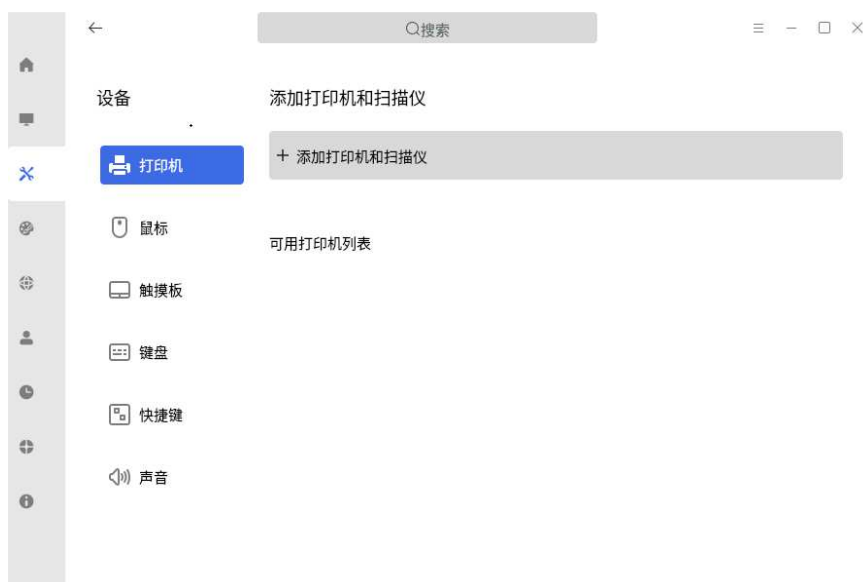 搜索
设备
打印机
鼠标
触摸板
键盘
快捷键
声音
添加打印机和扫描仪
添加打印机和扫描仪
可用打印机列表